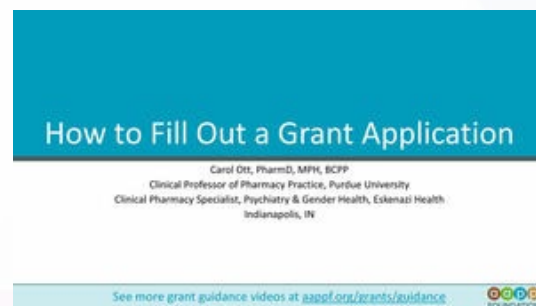 How to Fill Out a Grant Application
Carol Ott, PharmD, MPH, BCPP
Clinical Professor of Pharmacy Practice, Purdue University
Clinical Pharmacy Specialist, Psychiatry & Gender Health, Eskenazi Health
Indianapolis, IN
See more grant guidance videos at aappf.org/grants/guidance
aapp
FOUNDATION